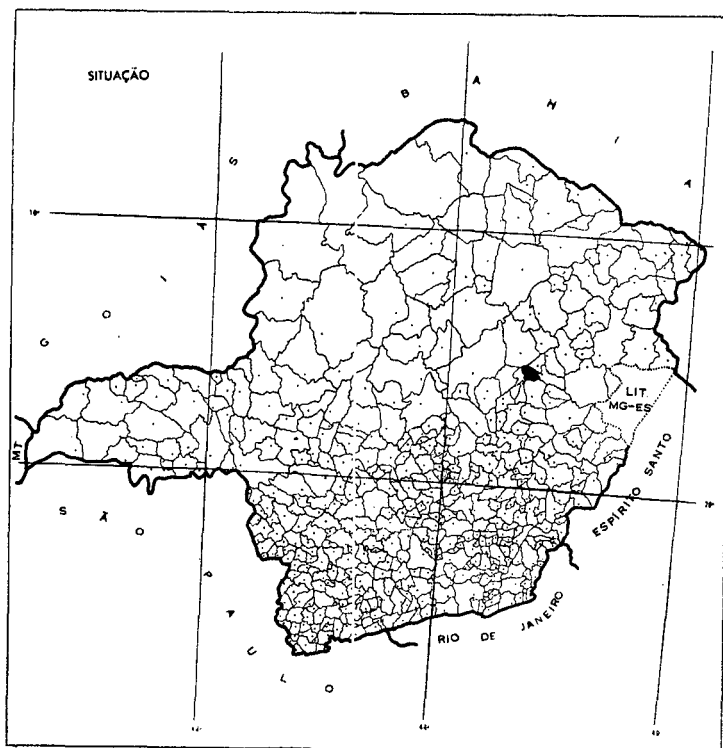 SITUAÇÃO
BAHIA
GOIÁS
MT
LIT.
MG-ES
ESPÍRITO SANTO
SÃO PAULO
RIO DE JANEIRO